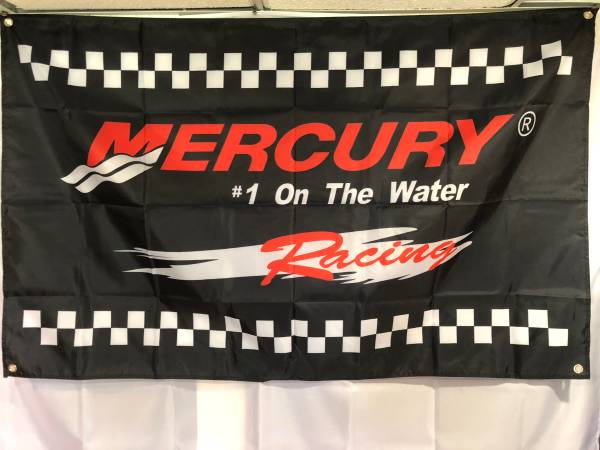 MERCURY®
#1 On The Water
Racing